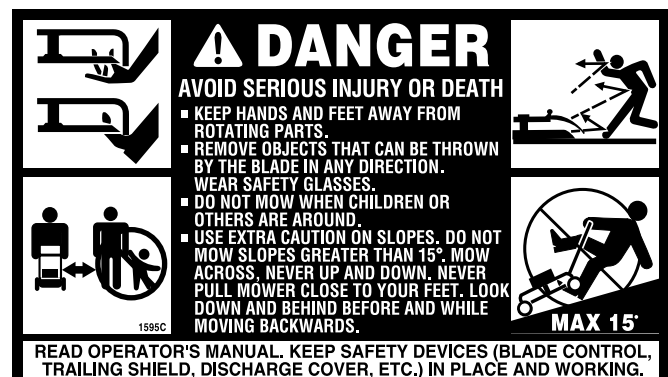 DANGER
AVOID SERIOUS INJURY OR DEATH
▪ KEEP HANDS AND FEET AWAY FROM
ROTATING PARTS.
▪ REMOVE OBJECTS THAT CAN BE THROWN
BY THE BLADE IN ANY DIRECTION.
WEAR SAFETY GLASSES.
▪ DO NOT MOW WHEN CHILDREN OR
OTHERS ARE AROUND.
▪ USE EXTRA CAUTION ON SLOPES. DO NOT
MOW SLOPES GREATER THAN 15°. MOW
ACROSS, NEVER UP AND DOWN. NEVER
PULL MOWER CLOSE TO YOUR FEET. LOOK
DOWN AND BEHIND BEFORE AND WHILE
MOVING BACKWARDS.
1595C
MAX 15°
READ OPERATOR'S MANUAL. KEEP SAFETY DEVICES (BLADE CONTROL,
TRAILING SHIELD, DISCHARGE COVER, ETC.) IN PLACE AND WORKING.